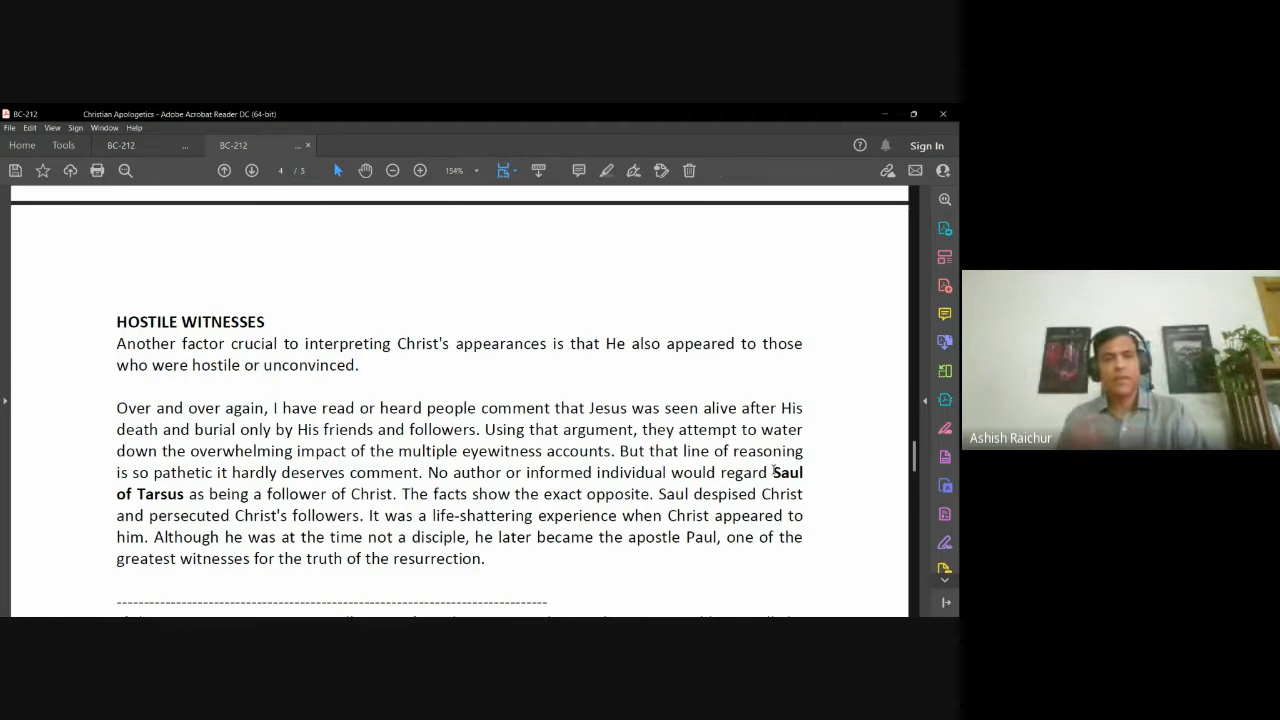 BC-212 Christian Apologetics - Adobe Acrobat Reader DC (64-bit)
File Edit View Sign Window Help
Home Tools BC-212 ... BC-212 ... ×
Sign In
4 / 5 154%
HOSTILE WITNESSES
Another factor crucial to interpreting Christ's appearances is that He also appeared to those
who were hostile or unconvinced.
Over and over again, I have read or heard people comment that Jesus was seen alive after His
death and burial only by His friends and followers. Using that argument, they attempt to water
down the overwhelming impact of the multiple eyewitness accounts. But that line of reasoning
is so pathetic it hardly deserves comment. No author or informed individual would regard Saul
of Tarsus as being a follower of Christ. The facts show the exact opposite. Saul despised Christ
and persecuted Christ's followers. It was a life-shattering experience when Christ appeared to
him. Although he was at the time not a disciple, he later became the apostle Paul, one of the
greatest witnesses for the truth of the resurrection.
--------------------------------------------------------------------------------
Ashish Raichur